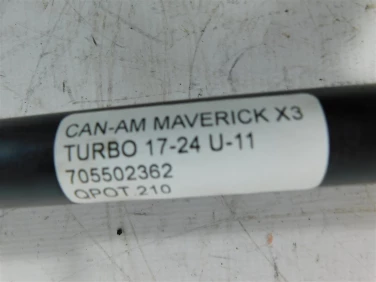 CAN-AM MAVERICK X3
TURBO 17-24 U-11
705502362
QPOT.210